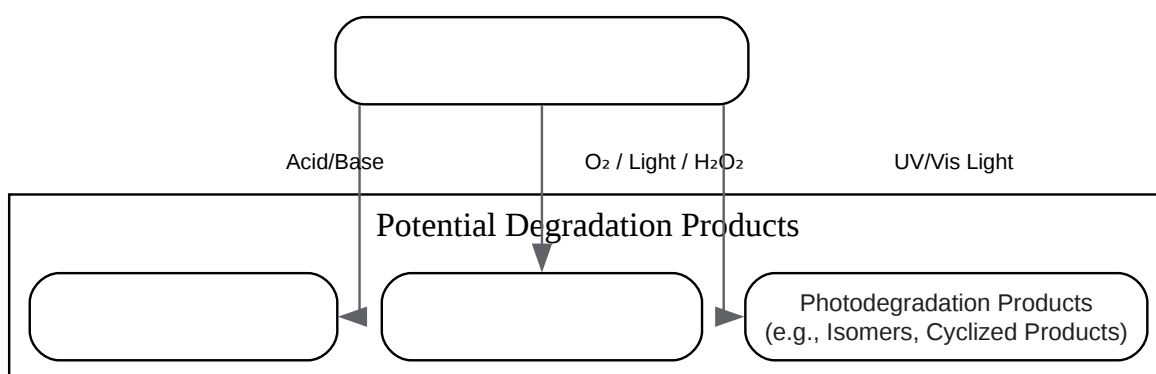 Acid/Base
O₂ / Light / H₂O₂
UV/Vis Light
Potential Degradation Products
Photodegradation Products
(e.g., Isomers, Cyclized Products)